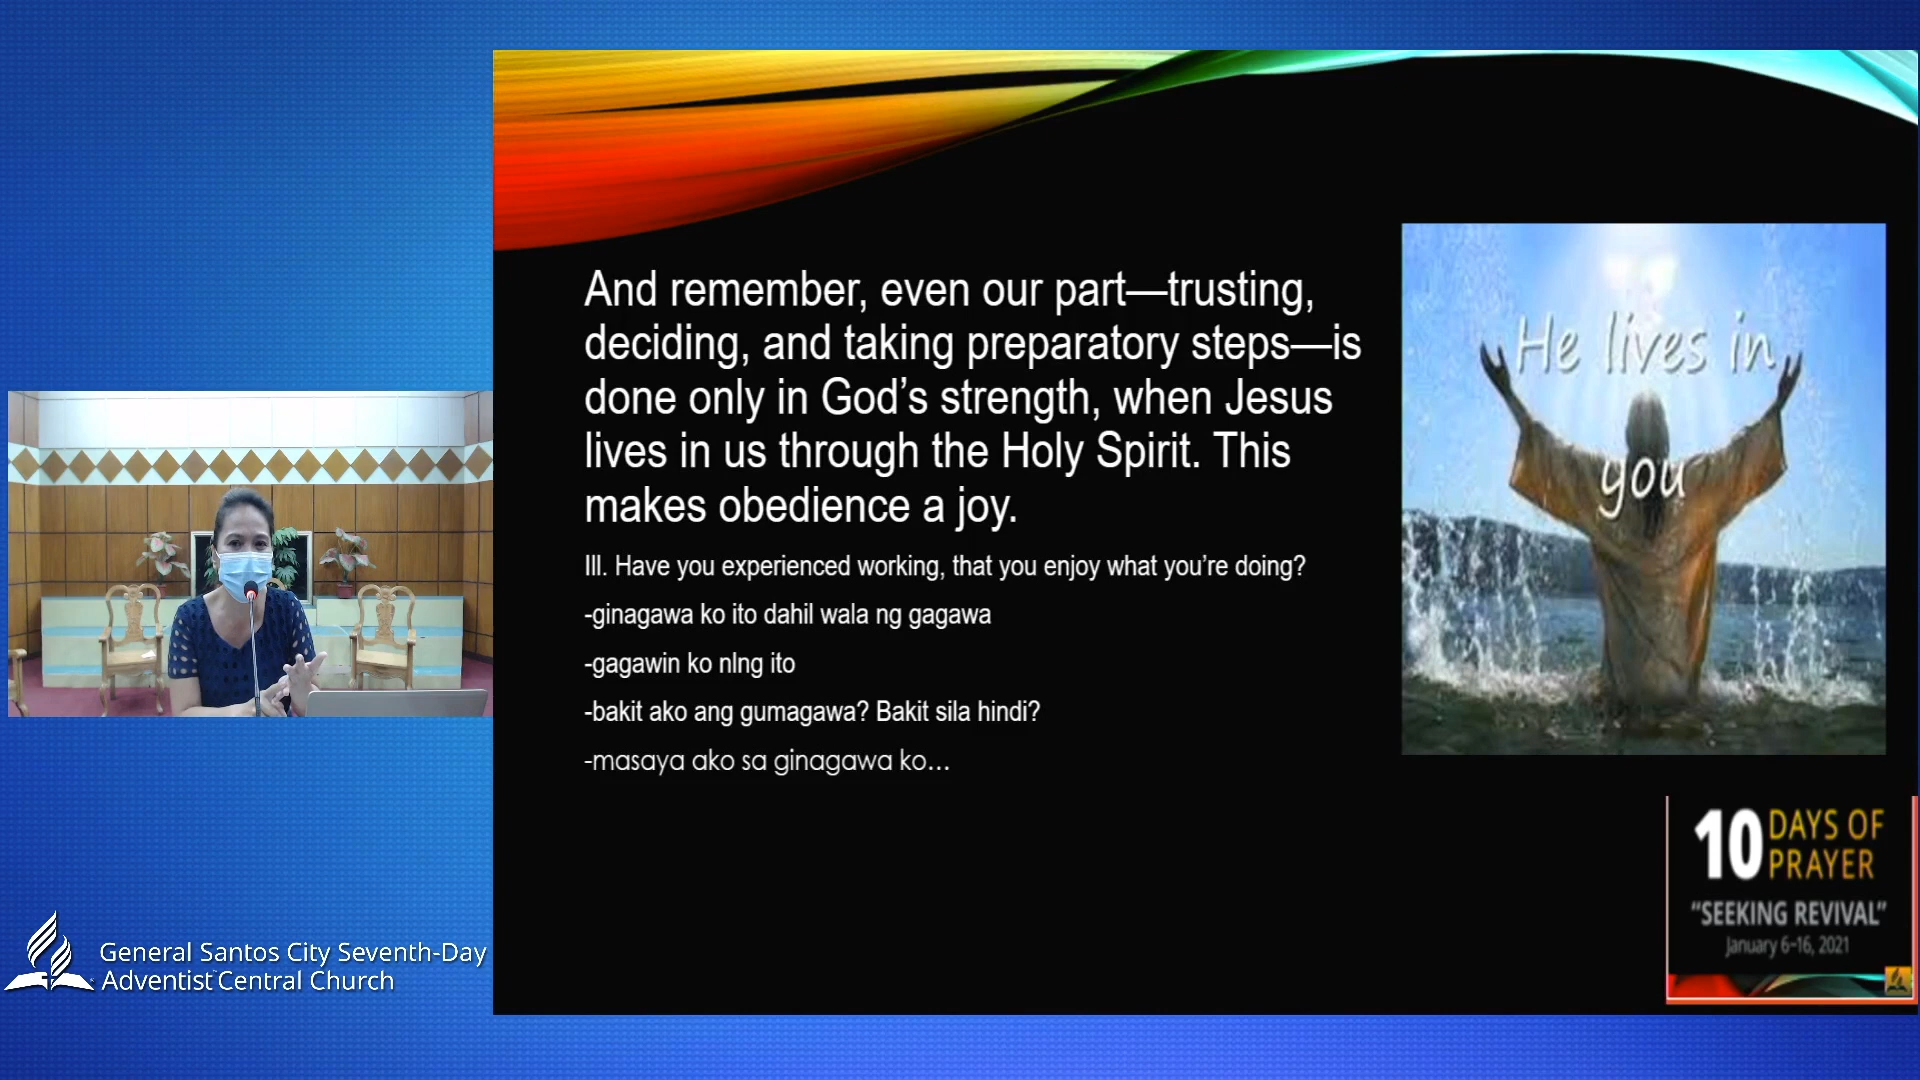 And remember, even our part—trusting,
deciding, and taking preparatory steps—is
done only in God’s strength, when Jesus
lives in us through the Holy Spirit. This
makes obedience a joy.
III. Have you experienced working, that you enjoy what you’re doing?
-ginagawa ko ito dahil wala ng gagawa
-gagawin ko nlng ito
-bakit ako ang gumagawa? Bakit sila hindi?
-masaya ako sa ginagawa ko…
He lives in
you
10 DAYS OF
PRAYER
“SEEKING REVIVAL”
January 6-16, 2021
General Santos City Seventh-Day
Adventist Central Church